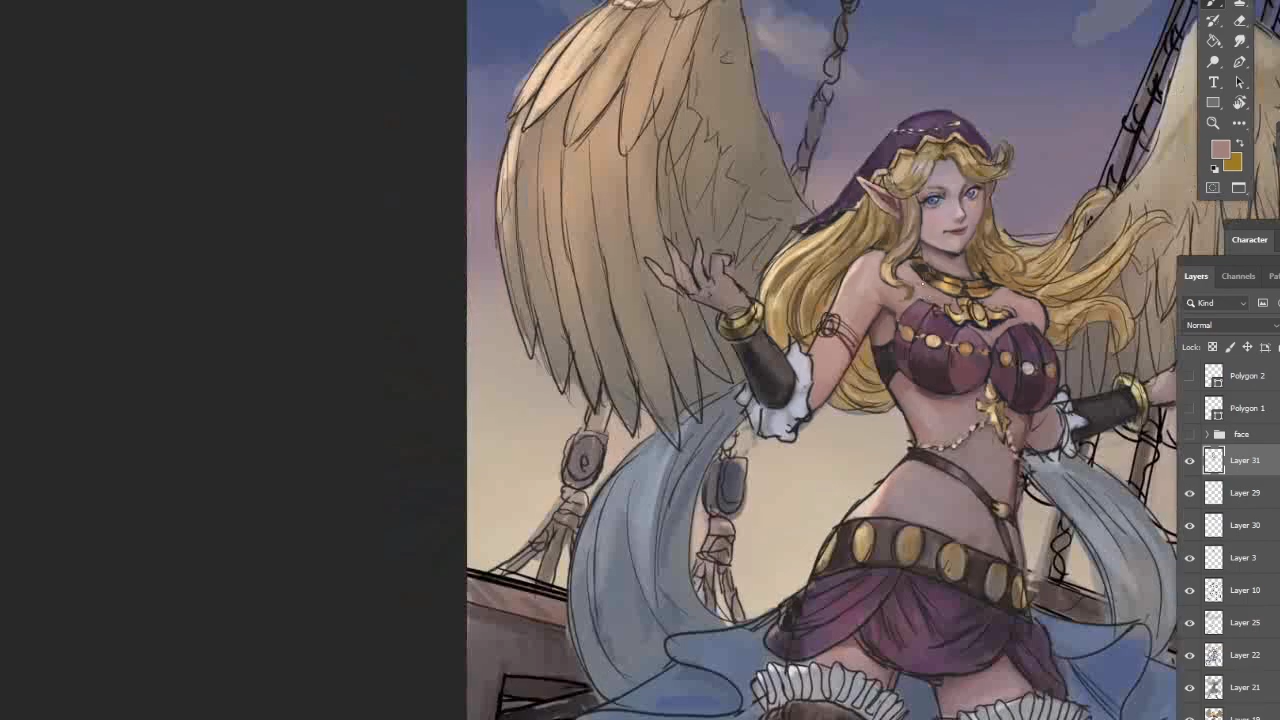 Character
Layers Channels
Kind
Normal
Lock:
Polygon 2
Polygon 1
face
Layer 31
Layer 29
Layer 30
Layer 3
Layer 10
Layer 25
Layer 22
Layer 21